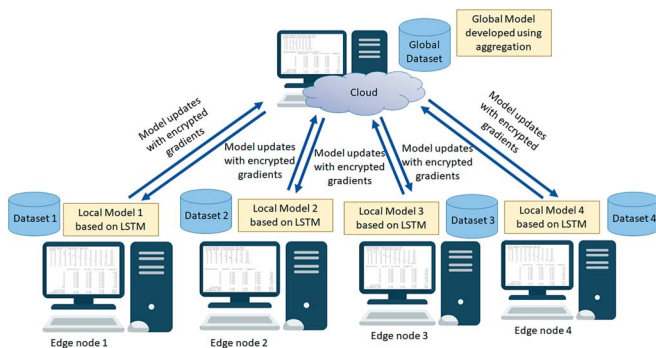 Global
Dataset
Global Model
developed using
aggregation
Cloud
Model updates
with encrypted
gradients
Model updates
with encrypted
gradients
Model updates
with encrypted
gradients
Model updates
with encrypted
gradients
Model updates
with encrypted
gradients
Dataset 1
Local Model 1
based on LSTM
Dataset 2
Local Model 2
based on LSTM
Local Model 3
based on LSTM
Dataset 3
Local Model 4
based on LSTM
Dataset 4
Edge node 1
Edge node 2
Edge node 3
Edge node 4